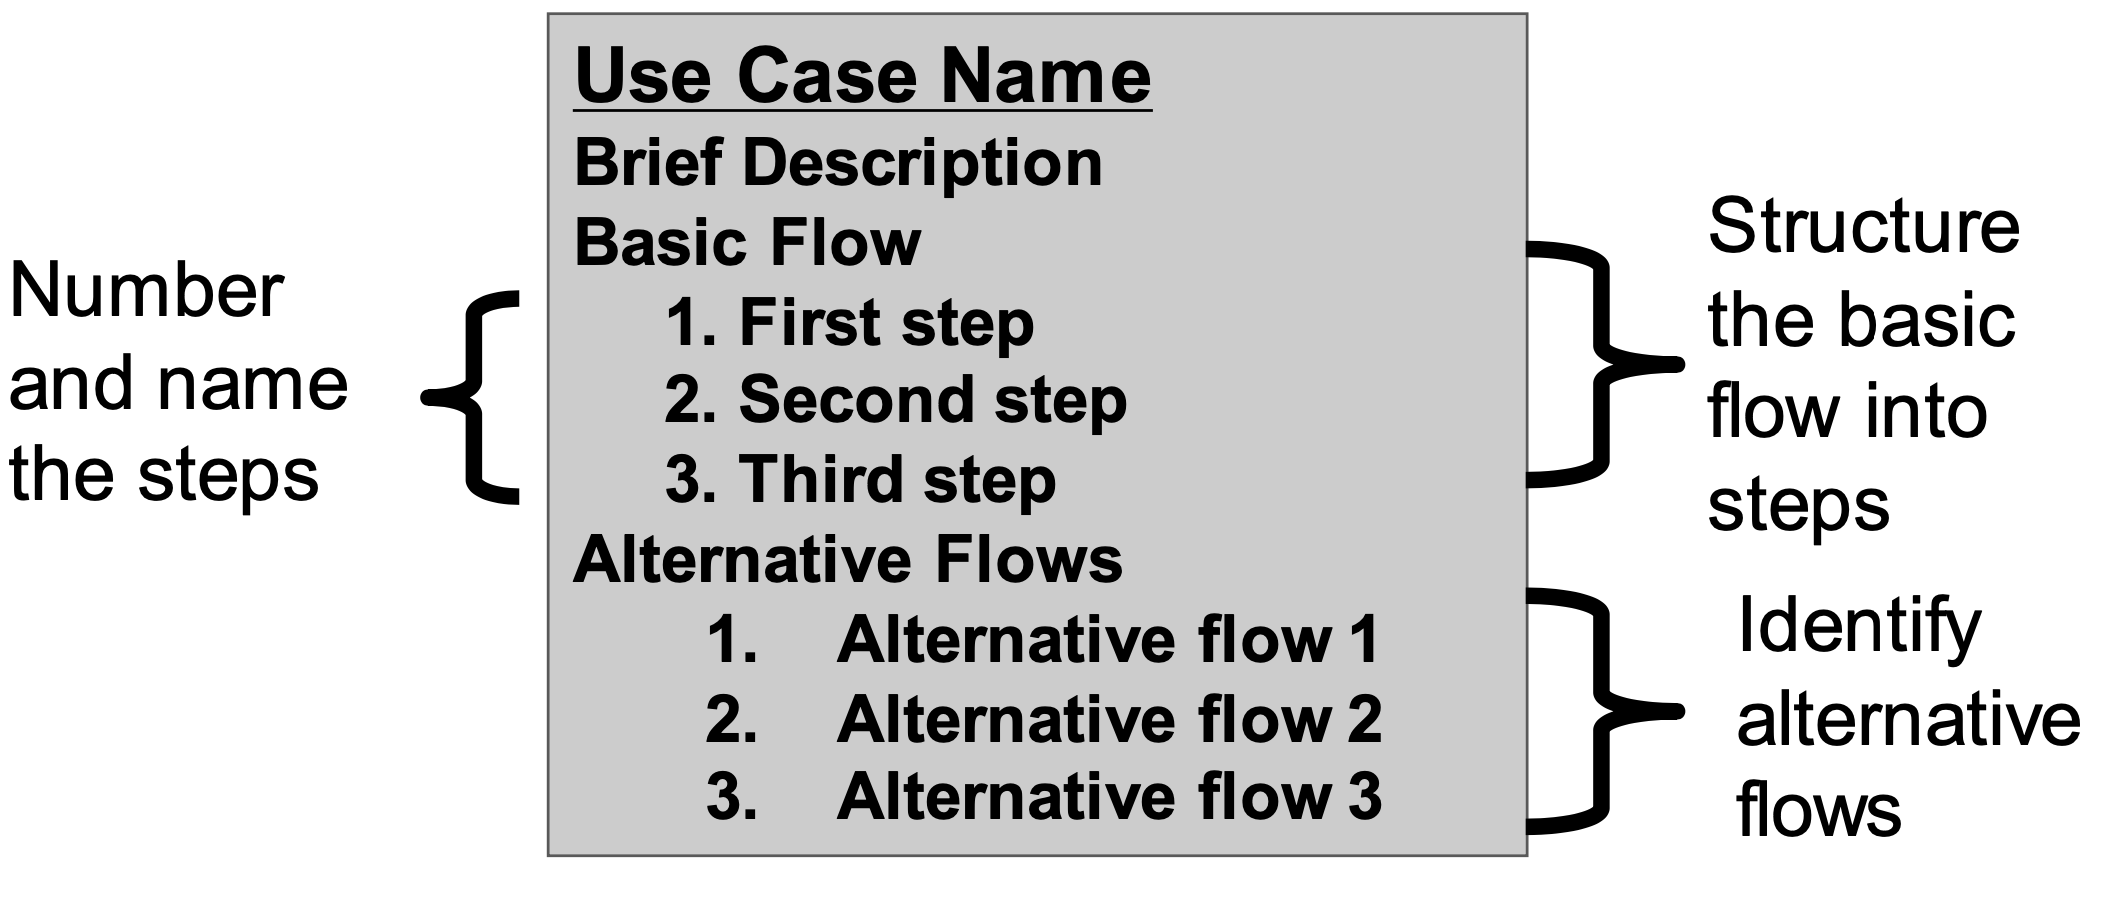 Use Case Name
Brief Description
Basic Flow
1. First step
2. Second step
3. Third step
Alternative Flows
1. Alternative flow 1
2. Alternative flow 2
3. Alternative flow 3
Number
and name
the steps
Structure
the basic
flow into
steps
Identify
alternative
flows